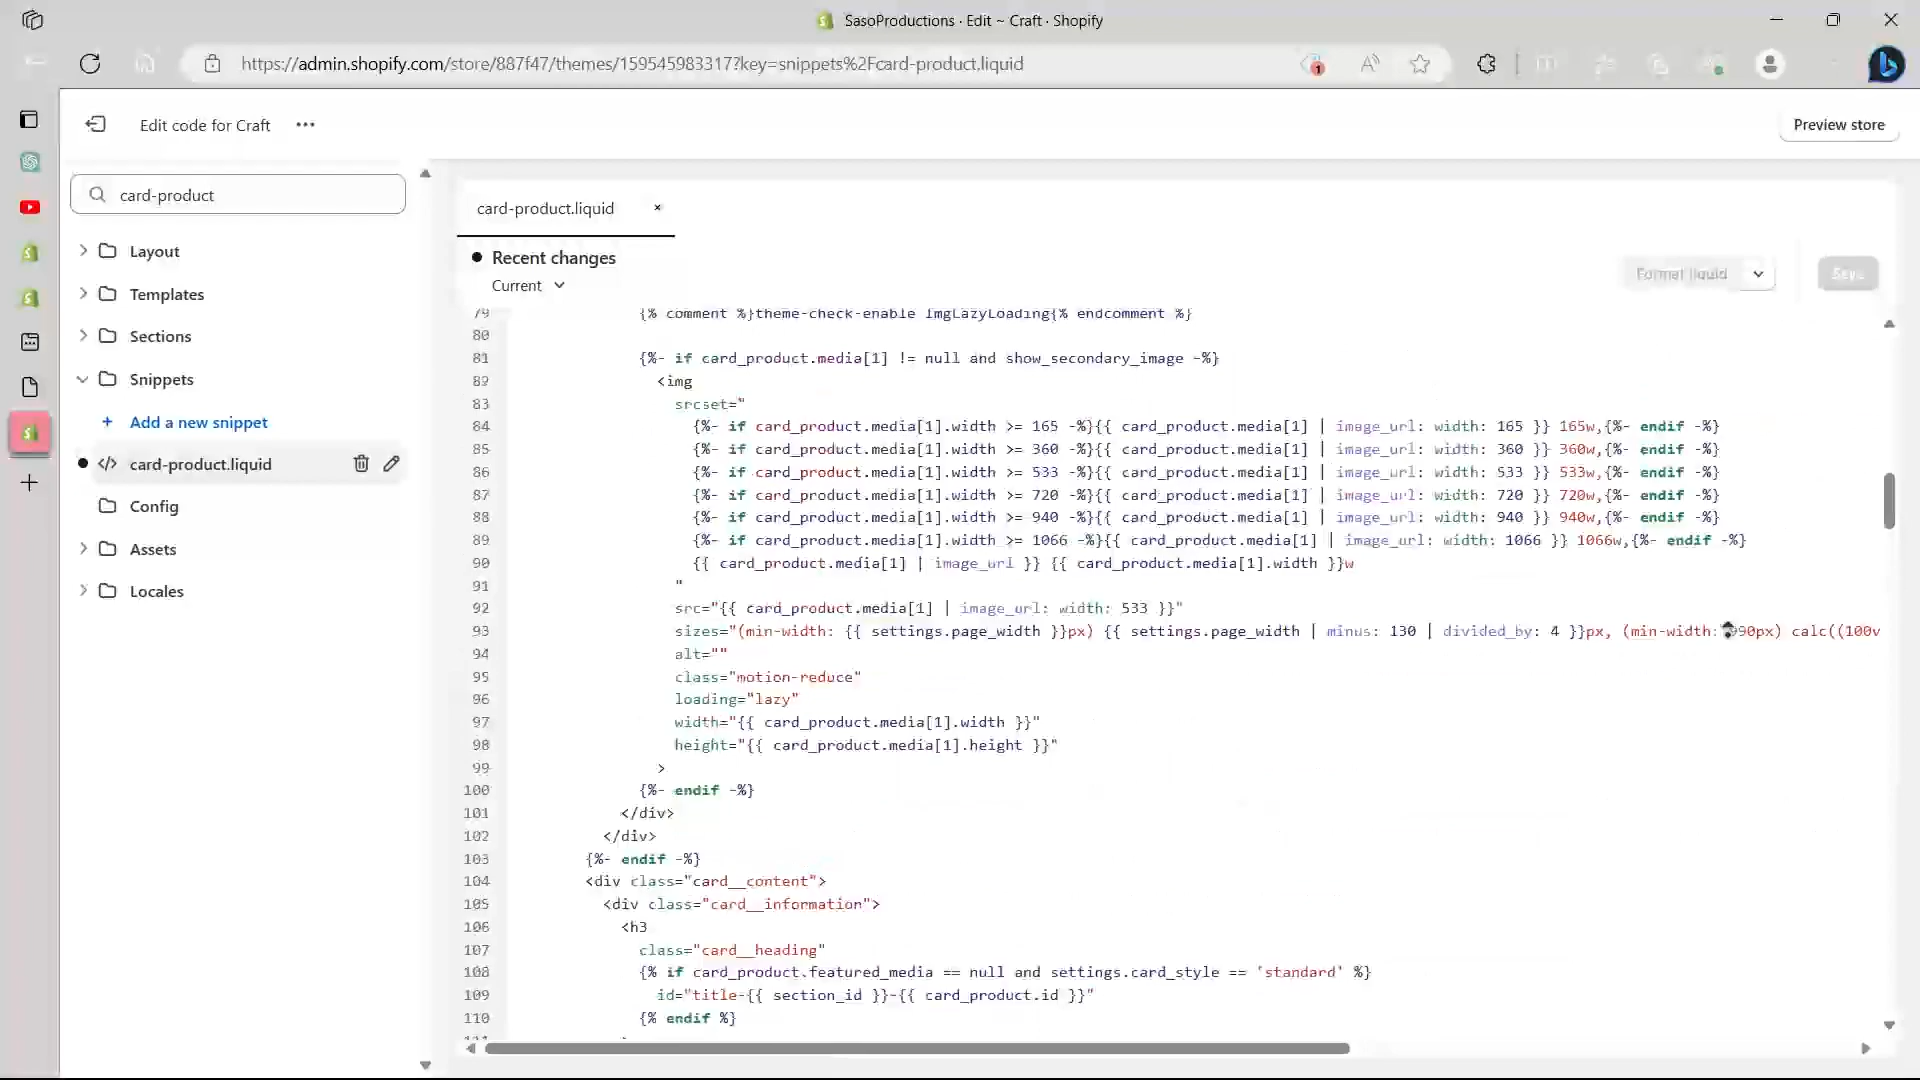 SasoProductions · Edit ~ Craft · Shopify
https://admin.shopify.com/store/887f47/themes/159545983317?key=snippets%2Fcard-product.liquid
1
Edit code for Craft
Preview store
card-product
Layout
Templates
Sections
Snippets
Add a new snippet
card-product.liquid
Config
Assets
Locales
card-product.liquid
Recent changes
Current
Format liquid
Save
79 {% comment %}theme-check-enable ImgLazyLoading{% endcomment %}
80
81 {%- if card_product.media[1] != null and show_secondary_image -%}
82 <img
83 srcset="
84 {%- if card_product.media[1].width >= 165 -%}{{ card_product.media[1] | image_url: width: 165 }} 165w,{%- endif -%}
85 {%- if card_product.media[1].width >= 360 -%}{{ card_product.media[1] | image_url: width: 360 }} 360w,{%- endif -%}
86 {%- if card_product.media[1].width >= 533 -%}{{ card_product.media[1] | image_url: width: 533 }} 533w,{%- endif -%}
87 {%- if card_product.media[1].width >= 720 -%}{{ card_product.media[1] | image_url: width: 720 }} 720w,{%- endif -%}
88 {%- if card_product.media[1].width >= 940 -%}{{ card_product.media[1] | image_url: width: 940 }} 940w,{%- endif -%}
89 {%- if card_product.media[1].width >= 1066 -%}{{ card_product.media[1] | image_url: width: 1066 }} 1066w,{%- endif -%}
90 {{ card_product.media[1] | image_url }} {{ card_product.media[1].width }}w
91 "
92 src="{{ card_product.media[1] | image_url: width: 533 }}"
93 sizes="(min-width: {{ settings.page_width }}px) {{ settings.page_width | minus: 130 | divided_by: 4 }}px, (min-width: 990px) calc((100v
94 alt=""
95 class="motion-reduce"
96 loading="lazy"
97 width="{{ card_product.media[1].width }}"
98 height="{{ card_product.media[1].height }}"
99 >
100 {%- endif -%}
101 </div>
102 </div>
103 {%- endif -%}
104 <div class="card__content">
105 <div class="card__information">
106 <h3
107 class="card__heading"
108 {% if card_product.featured_media == null and settings.card_style == 'standard' %}
109 id="title-{{ section_id }}-{{ card_product.id }}"
110 {% endif %}